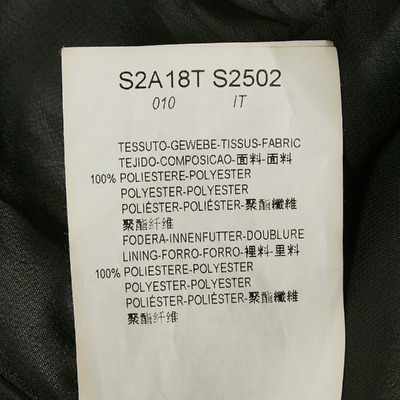 S2A18T S2502
010 IT
TESSUTO-GEWEBE-TISSUS-FABRIC
TEJIDO-COMPOSICAO-面料-面料
100% POLIESTERE-POLYESTER
POLYESTER-POLYESTER
POLIÉSTER-POLIÉSTER-聚酯纖維
聚酯纤维
FODERA-INNENFUTTER-DOUBLURE
LINING-FORRO-FORRO-裡料-里料
100% POLIESTERE-POLYESTER
POLYESTER-POLYESTER
POLIÉSTER-POLIÉSTER-聚酯纖維
聚酯纤维